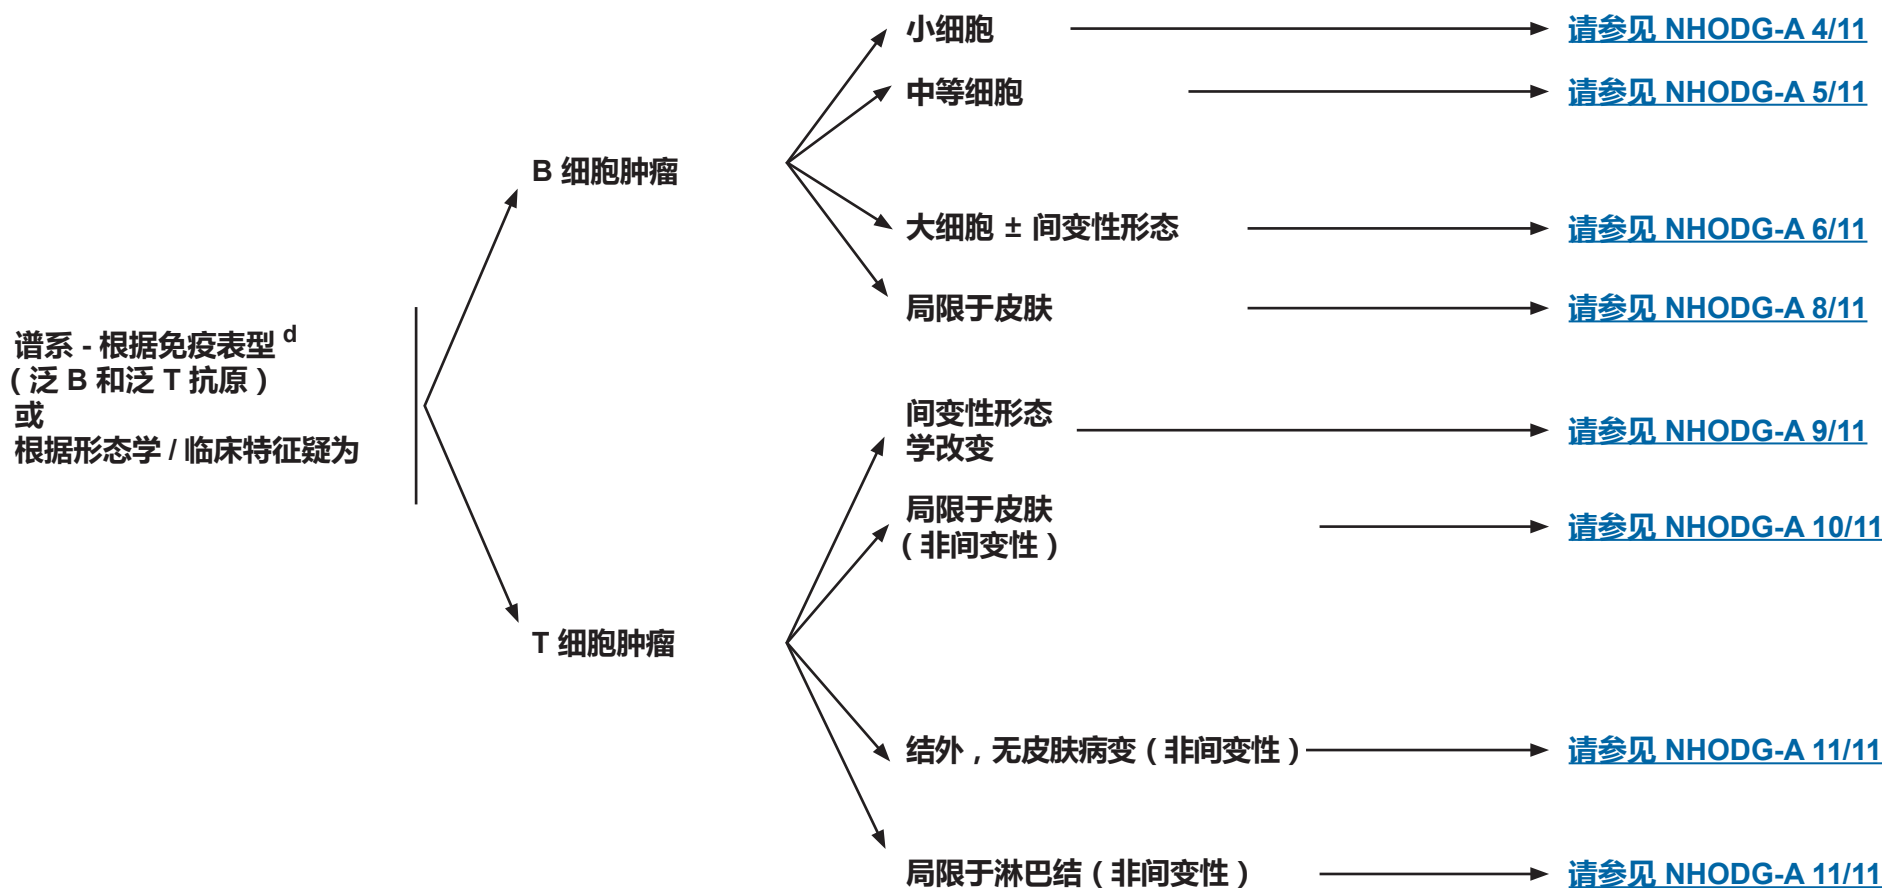 小细胞
请参见 NHODG-A 4/11
中等细胞
请参见 NHODG-A 5/11
B 细胞肿瘤
大细胞 ± 间变性形态
请参见 NHODG-A 6/11
局限于皮肤
请参见 NHODG-A 8/11
谱系 - 根据免疫表型 d
（泛 B 和泛 T 抗原）
或
根据形态学 / 临床特征疑为
间变性形态
学改变
请参见 NHODG-A 9/11
局限于皮肤
（非间变性）
请参见 NHODG-A 10/11
T 细胞肿瘤
结外，无皮肤病变（非间变性）
请参见 NHODG-A 11/11
局限于淋巴结（非间变性）
请参见 NHODG-A 11/11